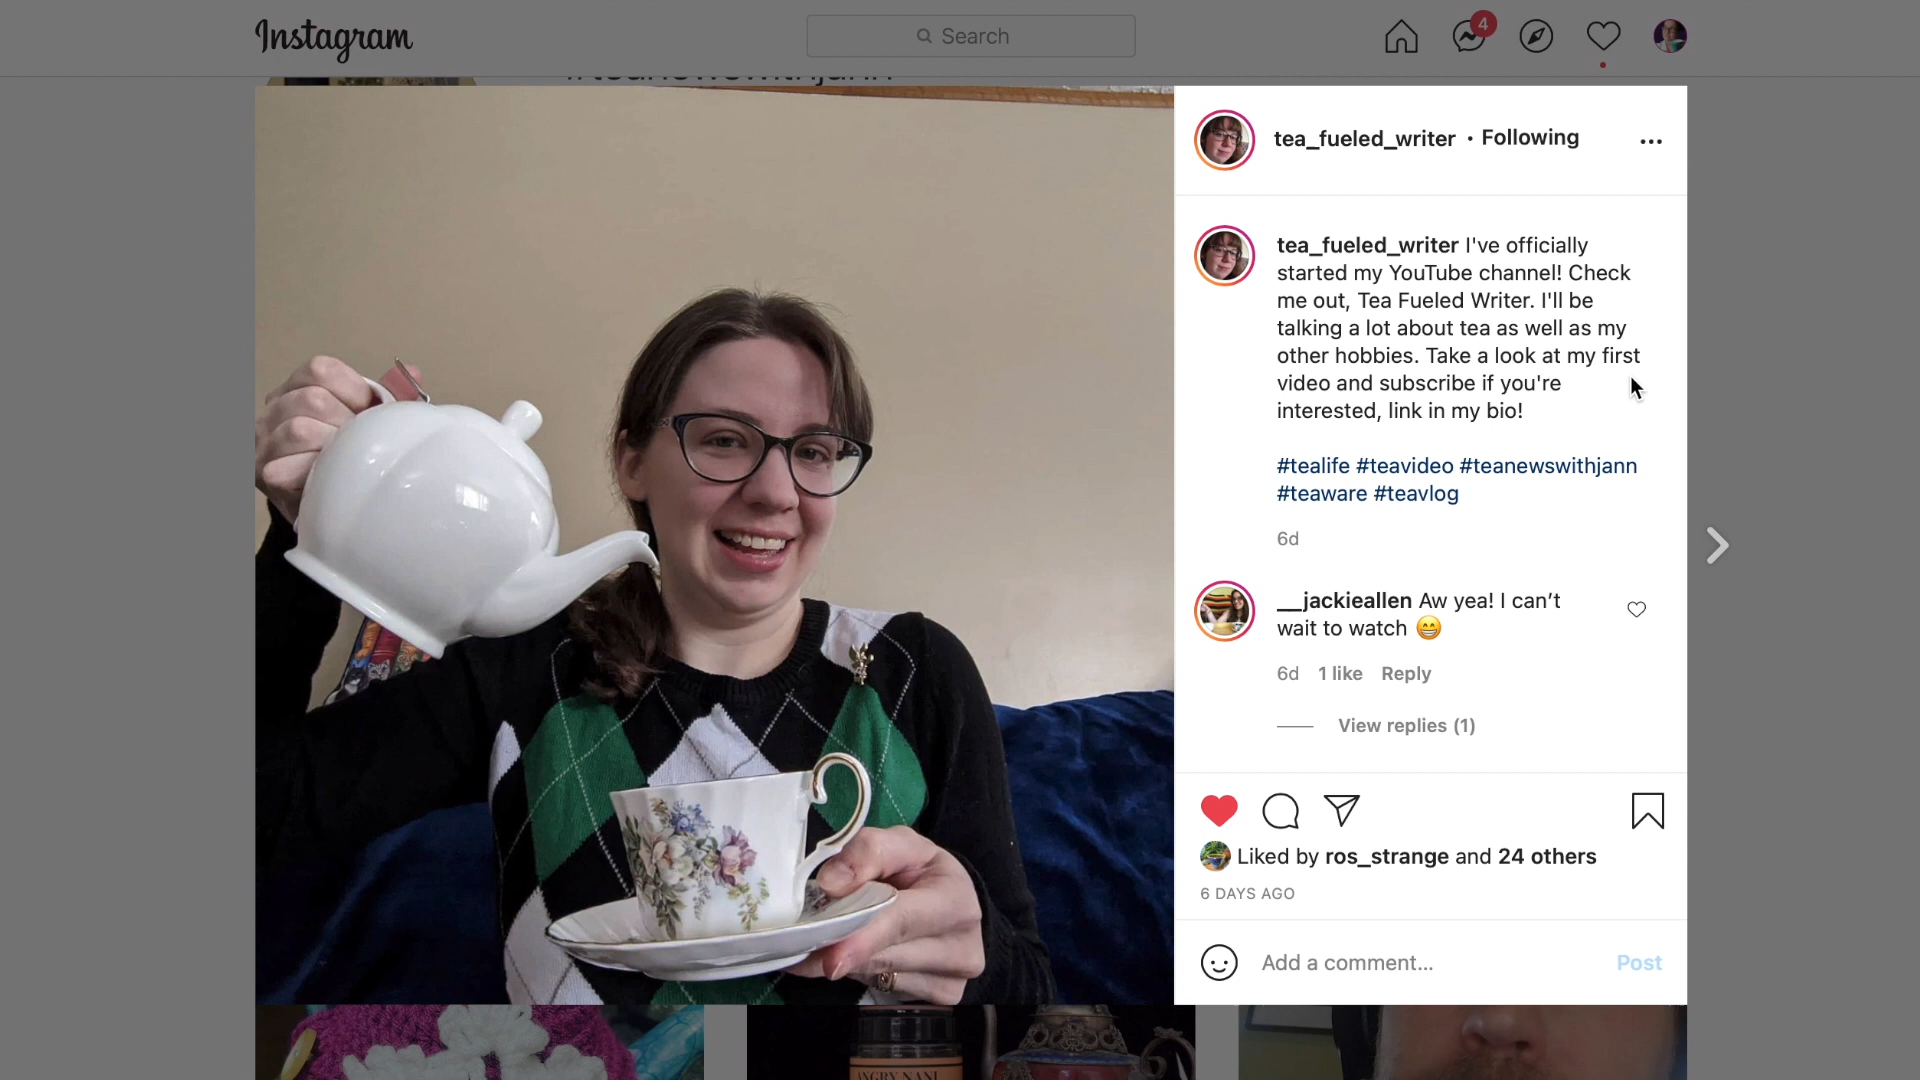 Instagram
Search
4
tea_fueled_writer • Following
tea_fueled_writer I've officially
started my YouTube channel! Check
me out, Tea Fueled Writer. I'll be
talking a lot about tea as well as my
other hobbies. Take a look at my first
video and subscribe if you're
interested, link in my bio!
#tealife #teavideo #teanewswithjann
#teaware #teavlog
6d
__jackieallen Aw yea! I can't
wait to watch 😁
6d 1 like Reply
View replies (1)
Liked by ros_strange and 24 others
6 DAYS AGO
Add a comment... Post
ANGRY NANI